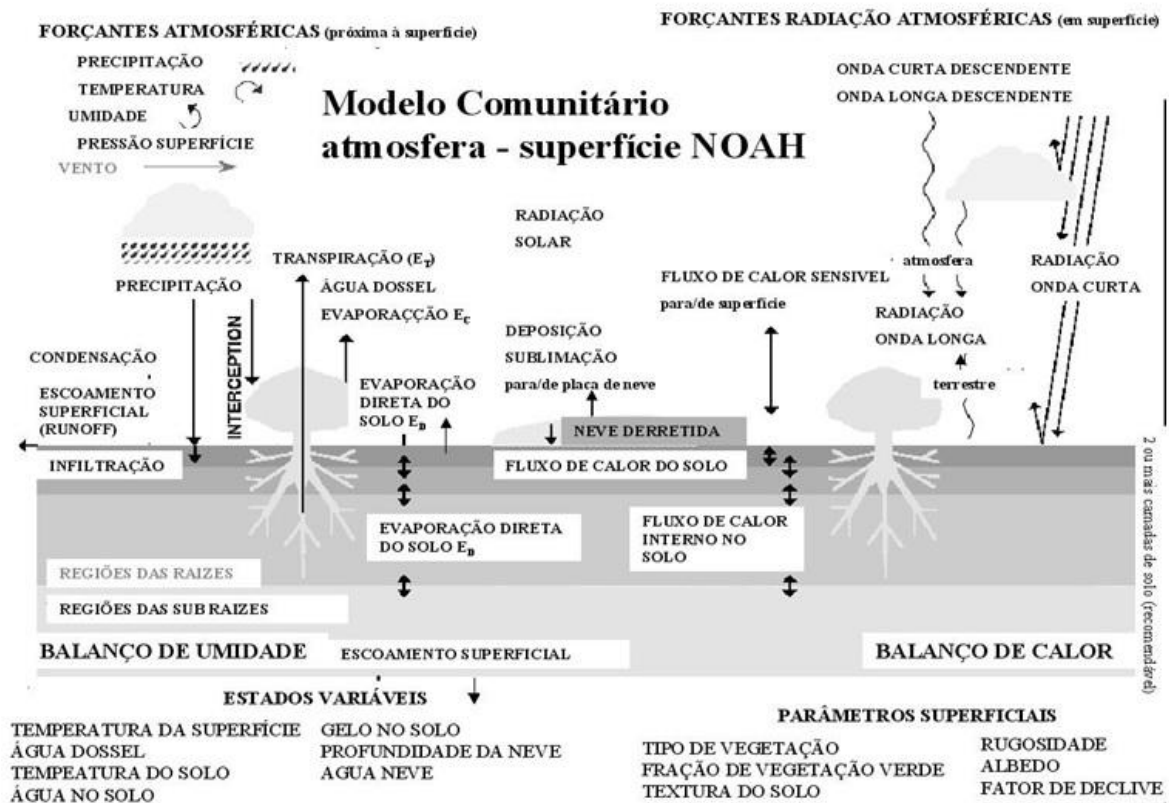 FORÇANTES ATMOSFÉRICAS (próxima à superfície)
PRECIPITAÇÃO
TEMPERATURA
UMIDADE
PRESSÃO SUPERFÍCIE
VENTO
FORÇANTES RADIAÇÃO ATMOSFÉRICAS (em superfície)
ONDA CURTA DESCENDENTE
ONDA LONGA DESCENDENTE
Modelo Comunitário
atmosfera - superfície NOAH
RADIAÇÃO
SOLAR
PRECIPITAÇÃO
TRANSPIRAÇÃO (E_T)
ÁGUA DOSSEL
EVAPORACÇÃO E_C
FLUXO DE CALOR SENSIVEL
para/de superfície
atmosfera
RADIAÇÃO
ONDA CURTA
RADIAÇÃO
ONDA LONGA
terrestre
CONDENSAÇÃO
ESCOAMENTO
SUPERFICIAL
(RUNOFF)
INTERCEPTION
EVAPORAÇÃO
DIRETA DO
SOLO E_D
DEPOSIÇÃO
SUBLIMAÇÃO
para/de placa de neve
NEVE DERRETIDA
INFILTRAÇÃO
FLUXO DE CALOR DO SOLO
EVAPORAÇÃO DIRETA
DO SOLO E_D
FLUXO DE CALOR
INTERNO NO
SOLO
REGIÕES DAS RAIZES
REGIÕES DAS SUB RAIZES
BALANÇO DE UMIDADE
ESCOAMENTO SUPERFICIAL
BALANÇO DE CALOR
2 ou mais camadas de solo (recomendável)
ESTADOS VARIÁVEIS
TEMPERATURA DA SUPERFÍCIE
ÁGUA DOSSEL
TEMPEATURA DO SOLO
ÁGUA NO SOLO
GELO NO SOLO
PROFUNDIDADE DA NEVE
AGUA NEVE
PARÂMETROS SUPERFICIAIS
TIPO DE VEGETAÇÃO
FRAÇÃO DE VEGETAÇÃO VERDE
TEXTURA DO SOLO
RUGOSIDADE
ALBEDO
FATOR DE DECLIVE